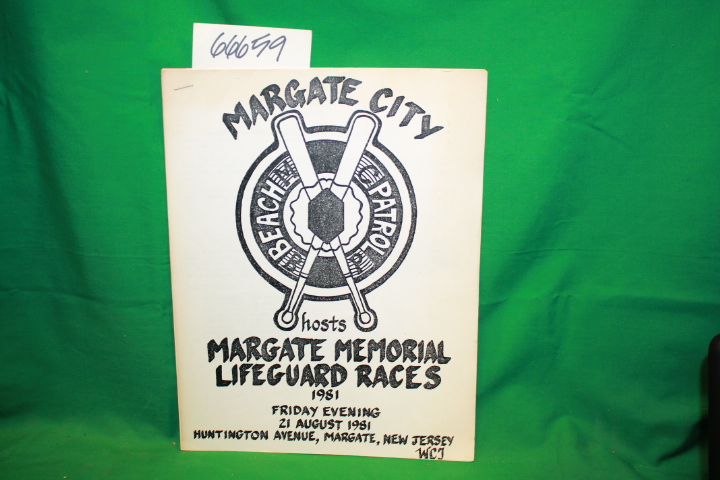 66659
MARGATE CITY
BEACH PATROL
hosts
MARGATE MEMORIAL
LIFEGUARD RACES
1981
FRIDAY EVENING
21 AUGUST 1981
HUNTINGTON AVENUE, MARGATE, NEW JERSEY
WCJ